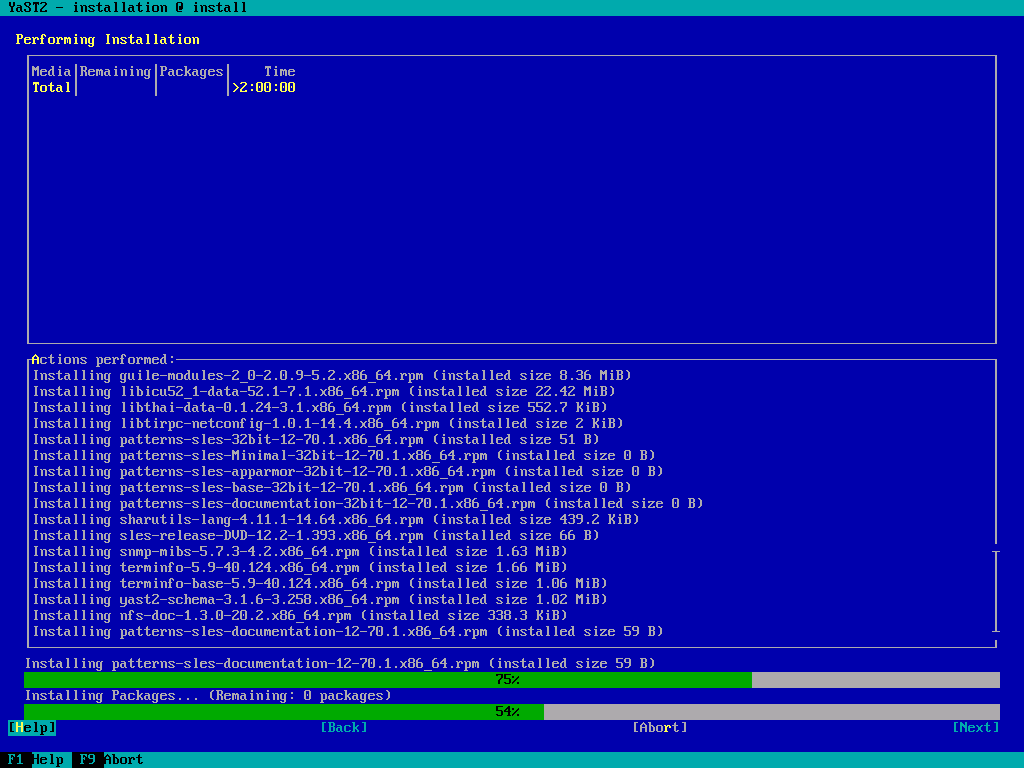 YaST2 - installation @ install
Performing Installation
Media|Remaining|Packages| Time
Total| | |>2:00:00
Actions performed:
Installing guile-modules-2_0-2.0.9-5.2.x86_64.rpm (installed size 8.36 MiB)
Installing libicu52_1-data-52.1-7.1.x86_64.rpm (installed size 22.42 MiB)
Installing libthai-data-0.1.24-3.1.x86_64.rpm (installed size 552.7 KiB)
Installing libtirpc-netconfig-1.0.1-14.4.x86_64.rpm (installed size 2 KiB)
Installing patterns-sles-32bit-12-70.1.x86_64.rpm (installed size 51 B)
Installing patterns-sles-Minimal-32bit-12-70.1.x86_64.rpm (installed size 0 B)
Installing patterns-sles-apparmor-32bit-12-70.1.x86_64.rpm (installed size 0 B)
Installing patterns-sles-base-32bit-12-70.1.x86_64.rpm (installed size 0 B)
Installing patterns-sles-documentation-32bit-12-70.1.x86_64.rpm (installed size 0 B)
Installing sharutils-lang-4.11.1-14.64.x86_64.rpm (installed size 439.2 KiB)
Installing sles-release-DVD-12.2-1.393.x86_64.rpm (installed size 66 B)
Installing snmp-mibs-5.7.3-4.2.x86_64.rpm (installed size 1.63 MiB)
Installing terminfo-5.9-40.124.x86_64.rpm (installed size 1.66 MiB)
Installing terminfo-base-5.9-40.124.x86_64.rpm (installed size 1.06 MiB)
Installing yast2-schema-3.1.6-3.258.x86_64.rpm (installed size 1.02 MiB)
Installing nfs-doc-1.3.0-20.2.x86_64.rpm (installed size 338.3 KiB)
Installing patterns-sles-documentation-12-70.1.x86_64.rpm (installed size 59 B)
Installing patterns-sles-documentation-12-70.1.x86_64.rpm (installed size 59 B)
75%
Installing Packages... (Remaining: 0 packages)
54%
[Help] [Back] [Abort] [Next]
F1 Help F9 Abort